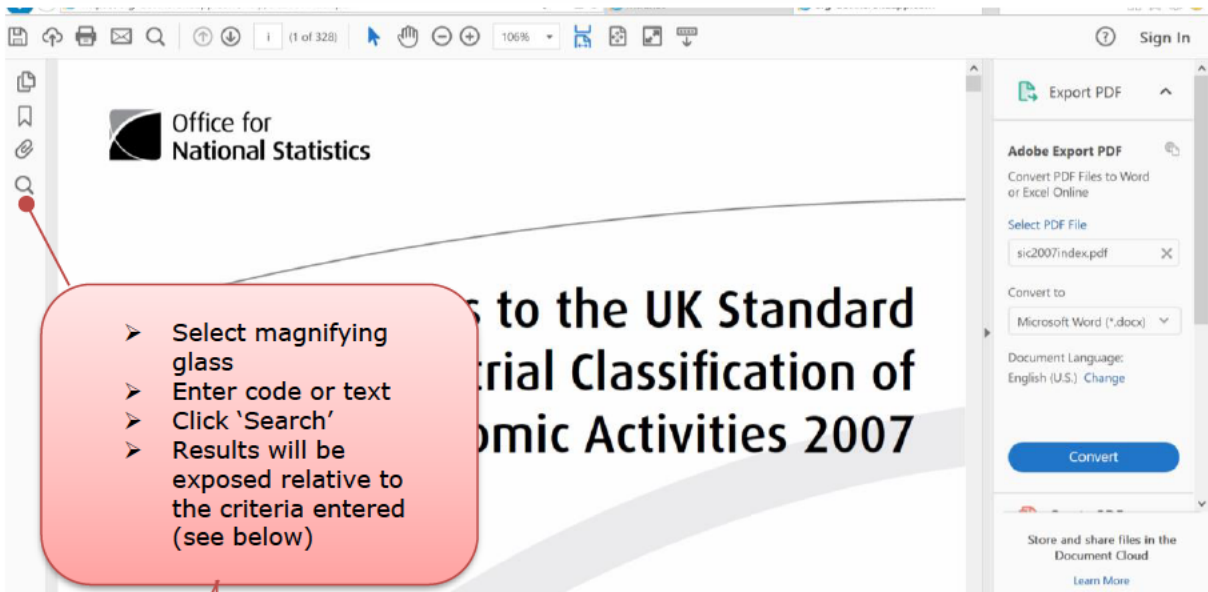 i (1 of 328) 106% Sign In
Office for
National Statistics
s to the UK Standard
trial Classification of
omic Activities 2007
➢ Select magnifying
glass
➢ Enter code or text
➢ Click ‘Search’
➢ Results will be
exposed relative to
the criteria entered
(see below)
Export PDF
Adobe Export PDF
Convert PDF Files to Word
or Excel Online
Select PDF File
sic2007index.pdf
Convert to
Microsoft Word (*.docx)
Document Language:
English (U.S.) Change
Convert
Store and share files in the
Document Cloud
Learn More